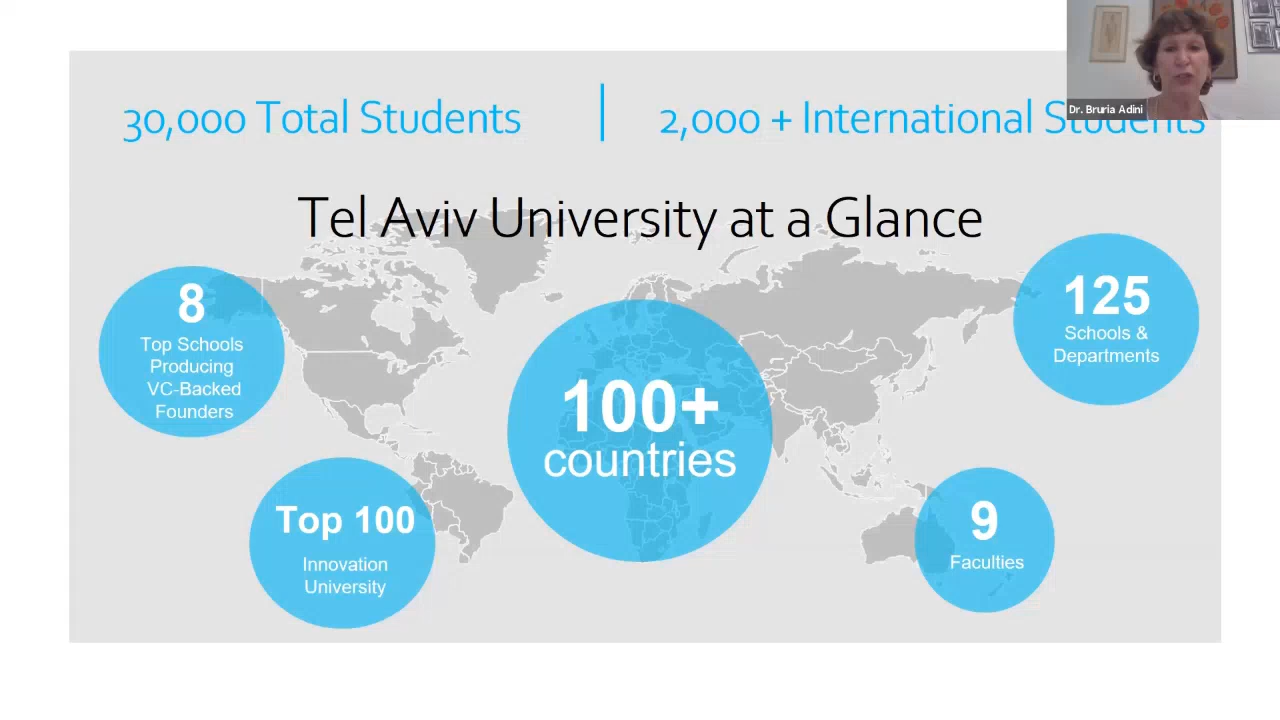 Dr. Bruria Adini
30,000 Total Students
2,000 + International Students
Tel Aviv University at a Glance
8
Top Schools
Producing
VC-Backed
Founders
Top 100
Innovation
University
100+
countries
125
Schools &
Departments
9
Faculties